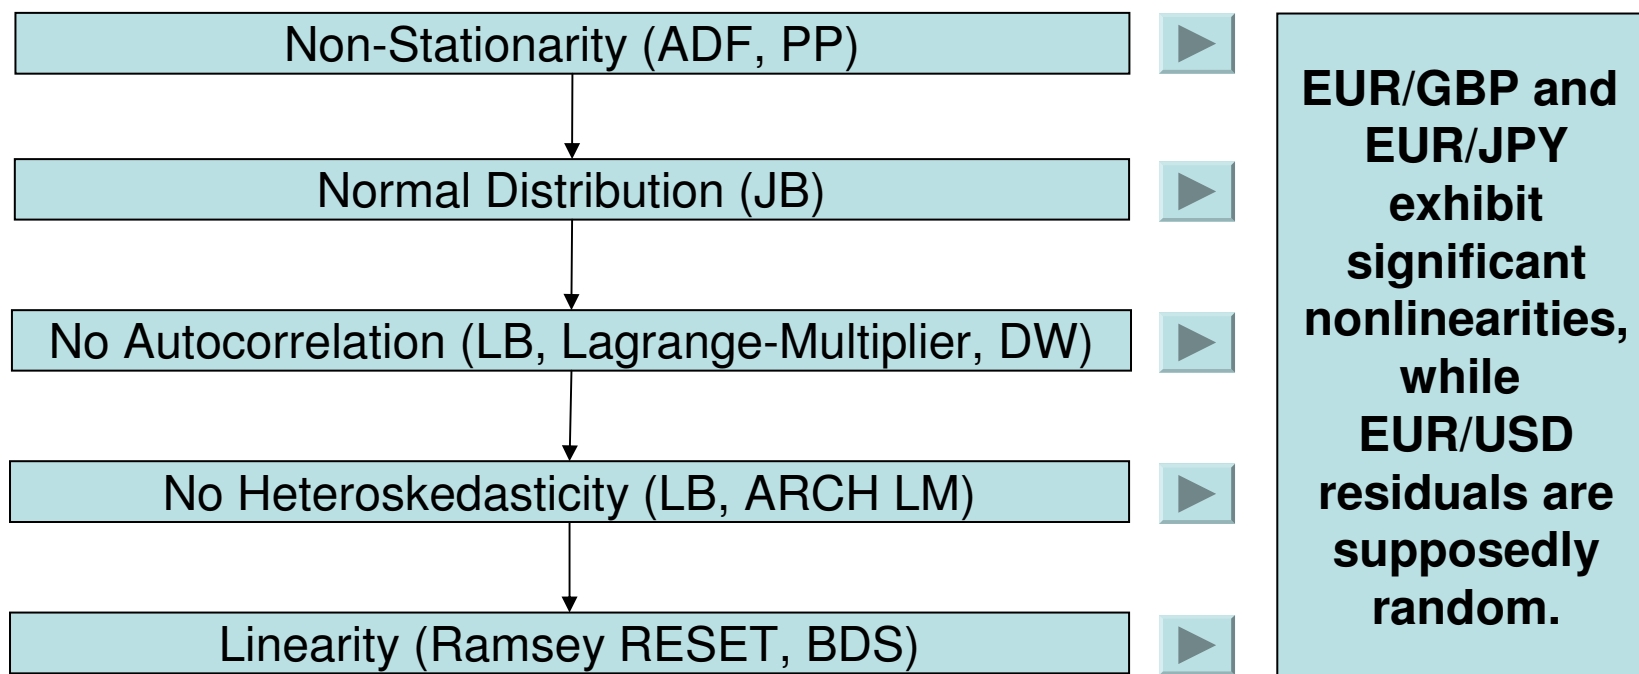 Non-Stationarity (ADF, PP)
Normal Distribution (JB)
No Autocorrelation (LB, Lagrange-Multiplier, DW)
No Heteroskedasticity (LB, ARCH LM)
Linearity (Ramsey RESET, BDS)
EUR/GBP and
EUR/JPY
exhibit
significant
nonlinearities,
while
EUR/USD
residuals are
supposedly
random.